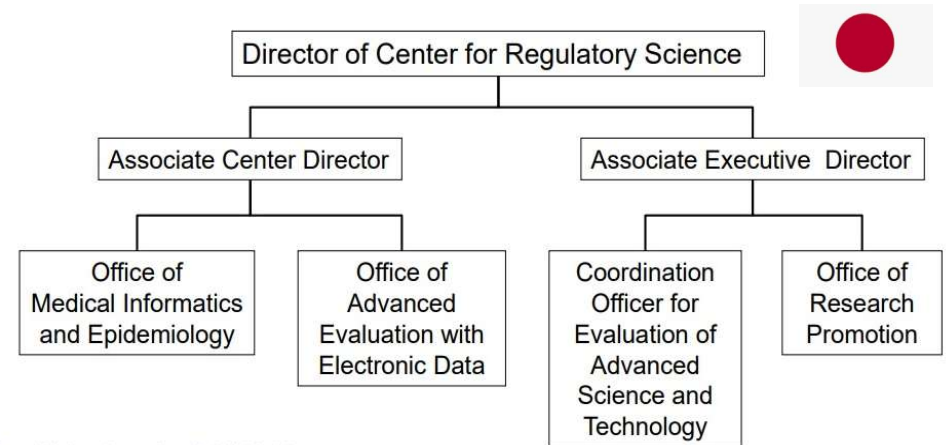 Director of Center for Regulatory Science
Associate Center Director
Associate Executive Director
Office of
Medical Informatics
and Epidemiology
Office of
Advanced
Evaluation with
Electronic Data
Coordination
Officer for
Evaluation of
Advanced
Science and
Technology
Office of
Research
Promotion